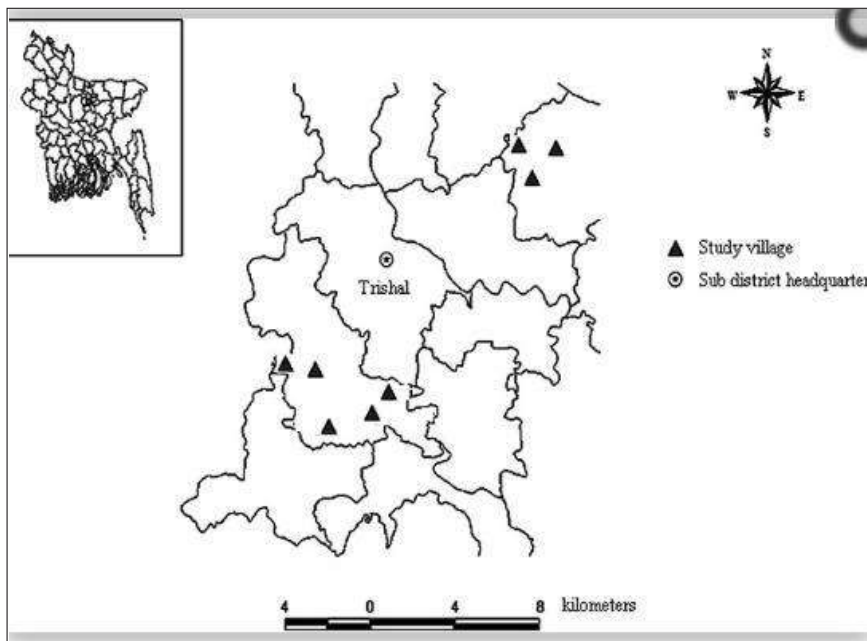 N
W E
S
Study village
Sub district headquarter
Trishal
4 0 4 8 kilometers